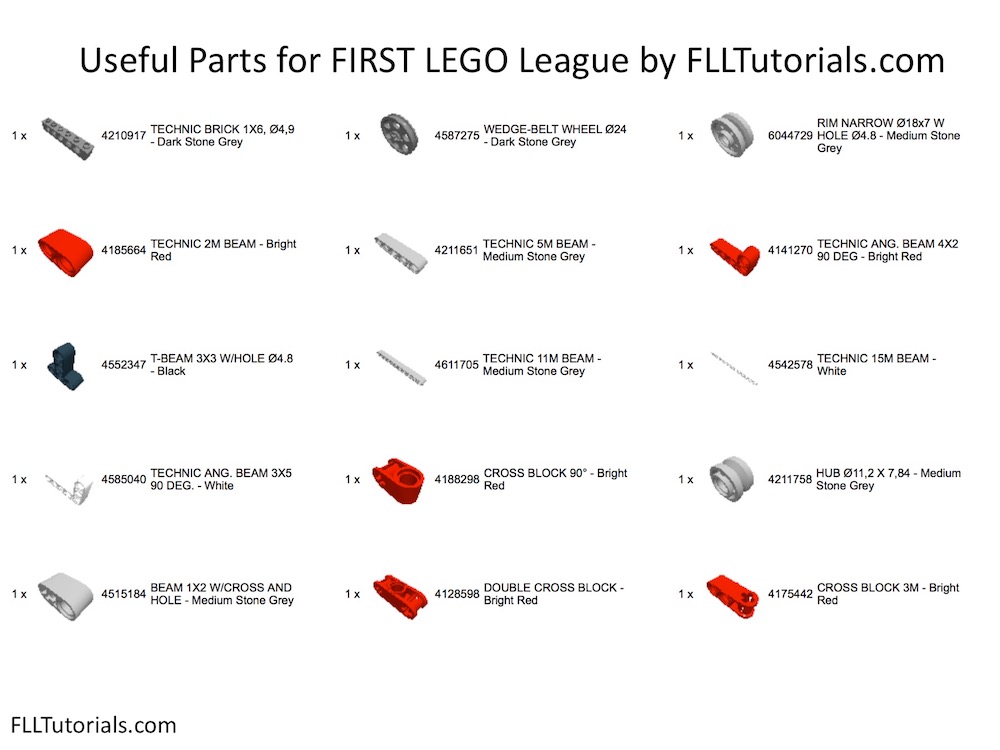 Useful Parts for FIRST LEGO League by FLLTutorials.com
1 x 4210917 TECHNIC BRICK 1X6, Ø4,9
- Dark Stone Grey
1 x 4587275 WEDGE-BELT WHEEL Ø24
- Dark Stone Grey
1 x 6044729 RIM NARROW Ø18x7 W
HOLE Ø4.8 - Medium Stone
Grey
1 x 4185664 TECHNIC 2M BEAM - Bright
Red
1 x 4211651 TECHNIC 5M BEAM -
Medium Stone Grey
1 x 4141270 TECHNIC ANG. BEAM 4X2
90 DEG - Bright Red
1 x 4552347 T-BEAM 3X3 W/HOLE Ø4.8
- Black
1 x 4611705 TECHNIC 11M BEAM -
Medium Stone Grey
1 x 4542578 TECHNIC 15M BEAM -
White
1 x 4585040 TECHNIC ANG. BEAM 3X5
90 DEG. - White
1 x 4188298 CROSS BLOCK 90° - Bright
Red
1 x 4211758 HUB Ø11,2 X 7,84 - Medium
Stone Grey
1 x 4515184 BEAM 1X2 W/CROSS AND
HOLE - Medium Stone Grey
1 x 4128598 DOUBLE CROSS BLOCK -
Bright Red
1 x 4175442 CROSS BLOCK 3M - Bright
Red
FLLTutorials.com